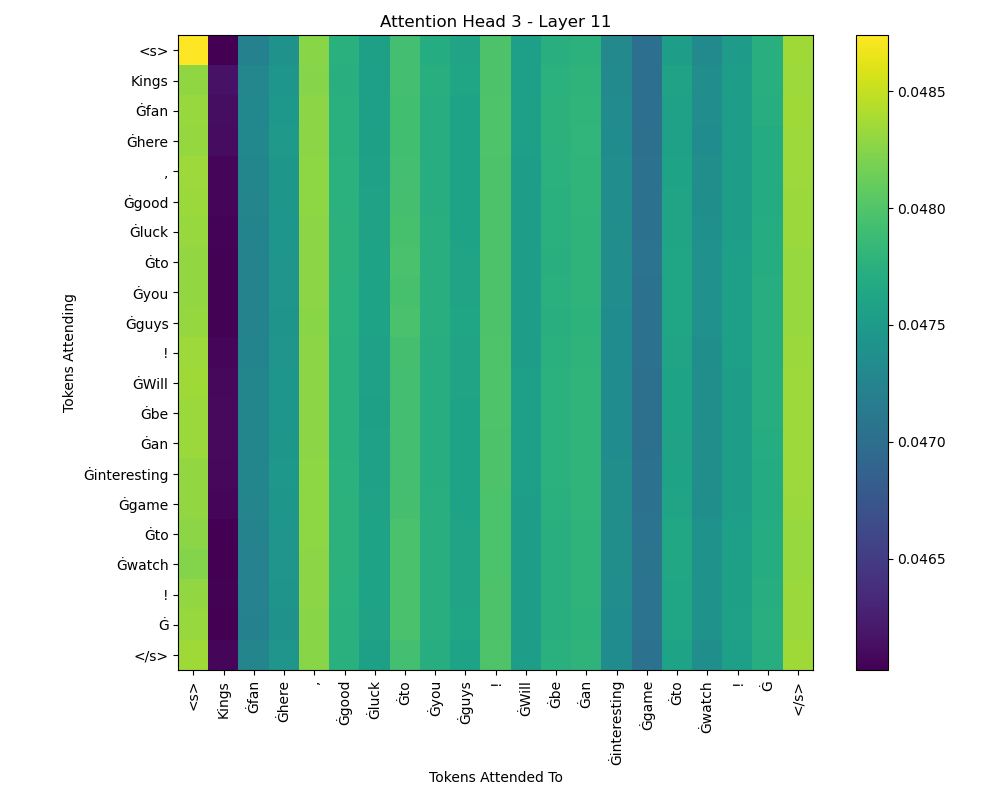 Attention Head 3 - Layer 11
<s>
Kings
Ġfan
Ġhere
,
Ġgood
Ġluck
Ġto
Ġyou
Ġguys
!
ĠWill
Ġbe
Ġan
Ġinteresting
Ġgame
Ġto
Ġwatch
!
Ġ
</s>
Tokens Attending
<s>
Kings
Ġfan
Ġhere
,
Ġgood
Ġluck
Ġto
Ġyou
Ġguys
!
ĠWill
Ġbe
Ġan
Ġinteresting
Ġgame
Ġto
Ġwatch
!
Ġ
</s>
Tokens Attended To
0.0485
0.0480
0.0475
0.0470
0.0465